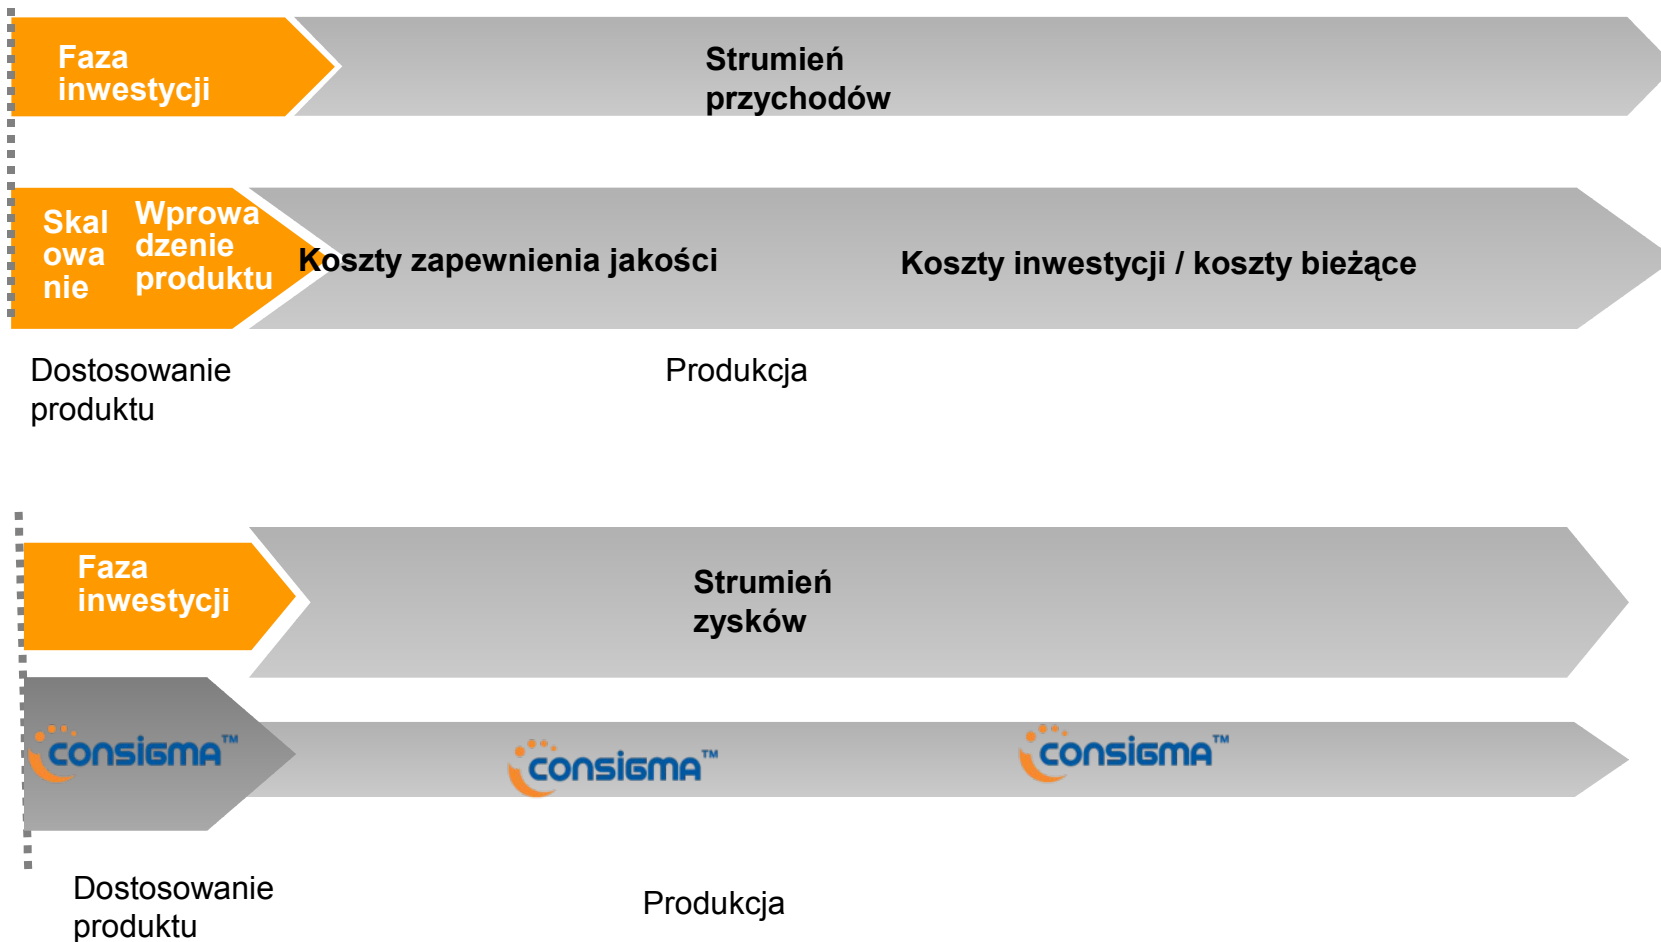 Faza
inwestycji
Strumień
przychodów
Skal
owa
nie
Wprowa
dzenie
produktu
Koszty zapewnienia jakości
Koszty inwestycji / koszty bieżące
Dostosowanie
produktu
Produkcja
Faza
inwestycji
Strumień
zysków
consigma™
consigma™
consigma™
Dostosowanie
produktu
Produkcja